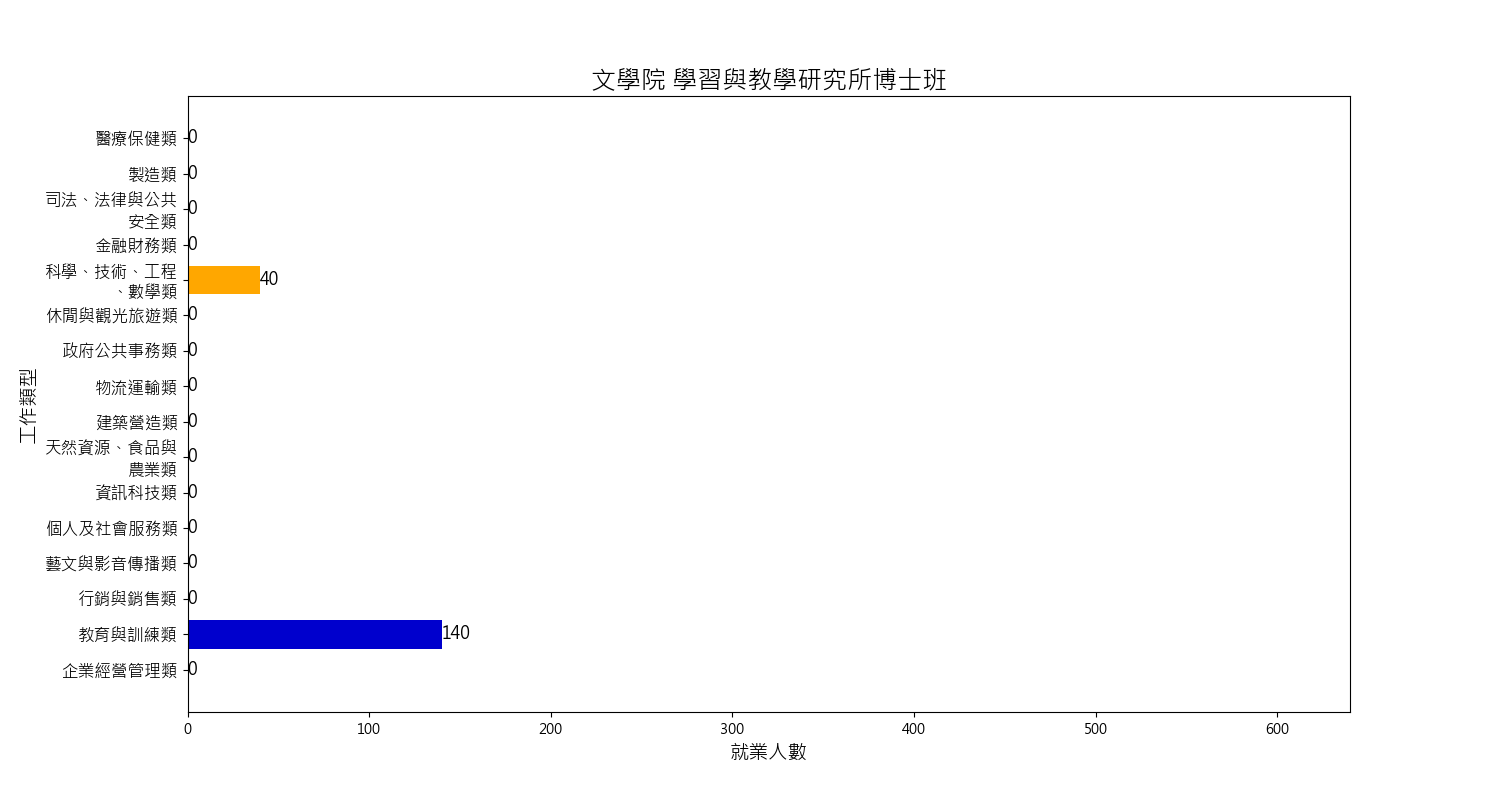 文學院 學習與教學研究所博士班
醫療保健類
0
製造類
0
司法、法律與公共
安全類
0
金融財務類
0
科學、技術、工程
、數學類
40
休閒與觀光旅遊類
0
政府公共事務類
0
物流運輸類
0
建築營造類
0
天然資源、食品與
農業類
0
資訊科技類
0
個人及社會服務類
0
藝文與影音傳播類
0
行銷與銷售類
0
教育與訓練類
140
企業經營管理類
0
工作類型
0 100 200 300 400 500 600
就業人數